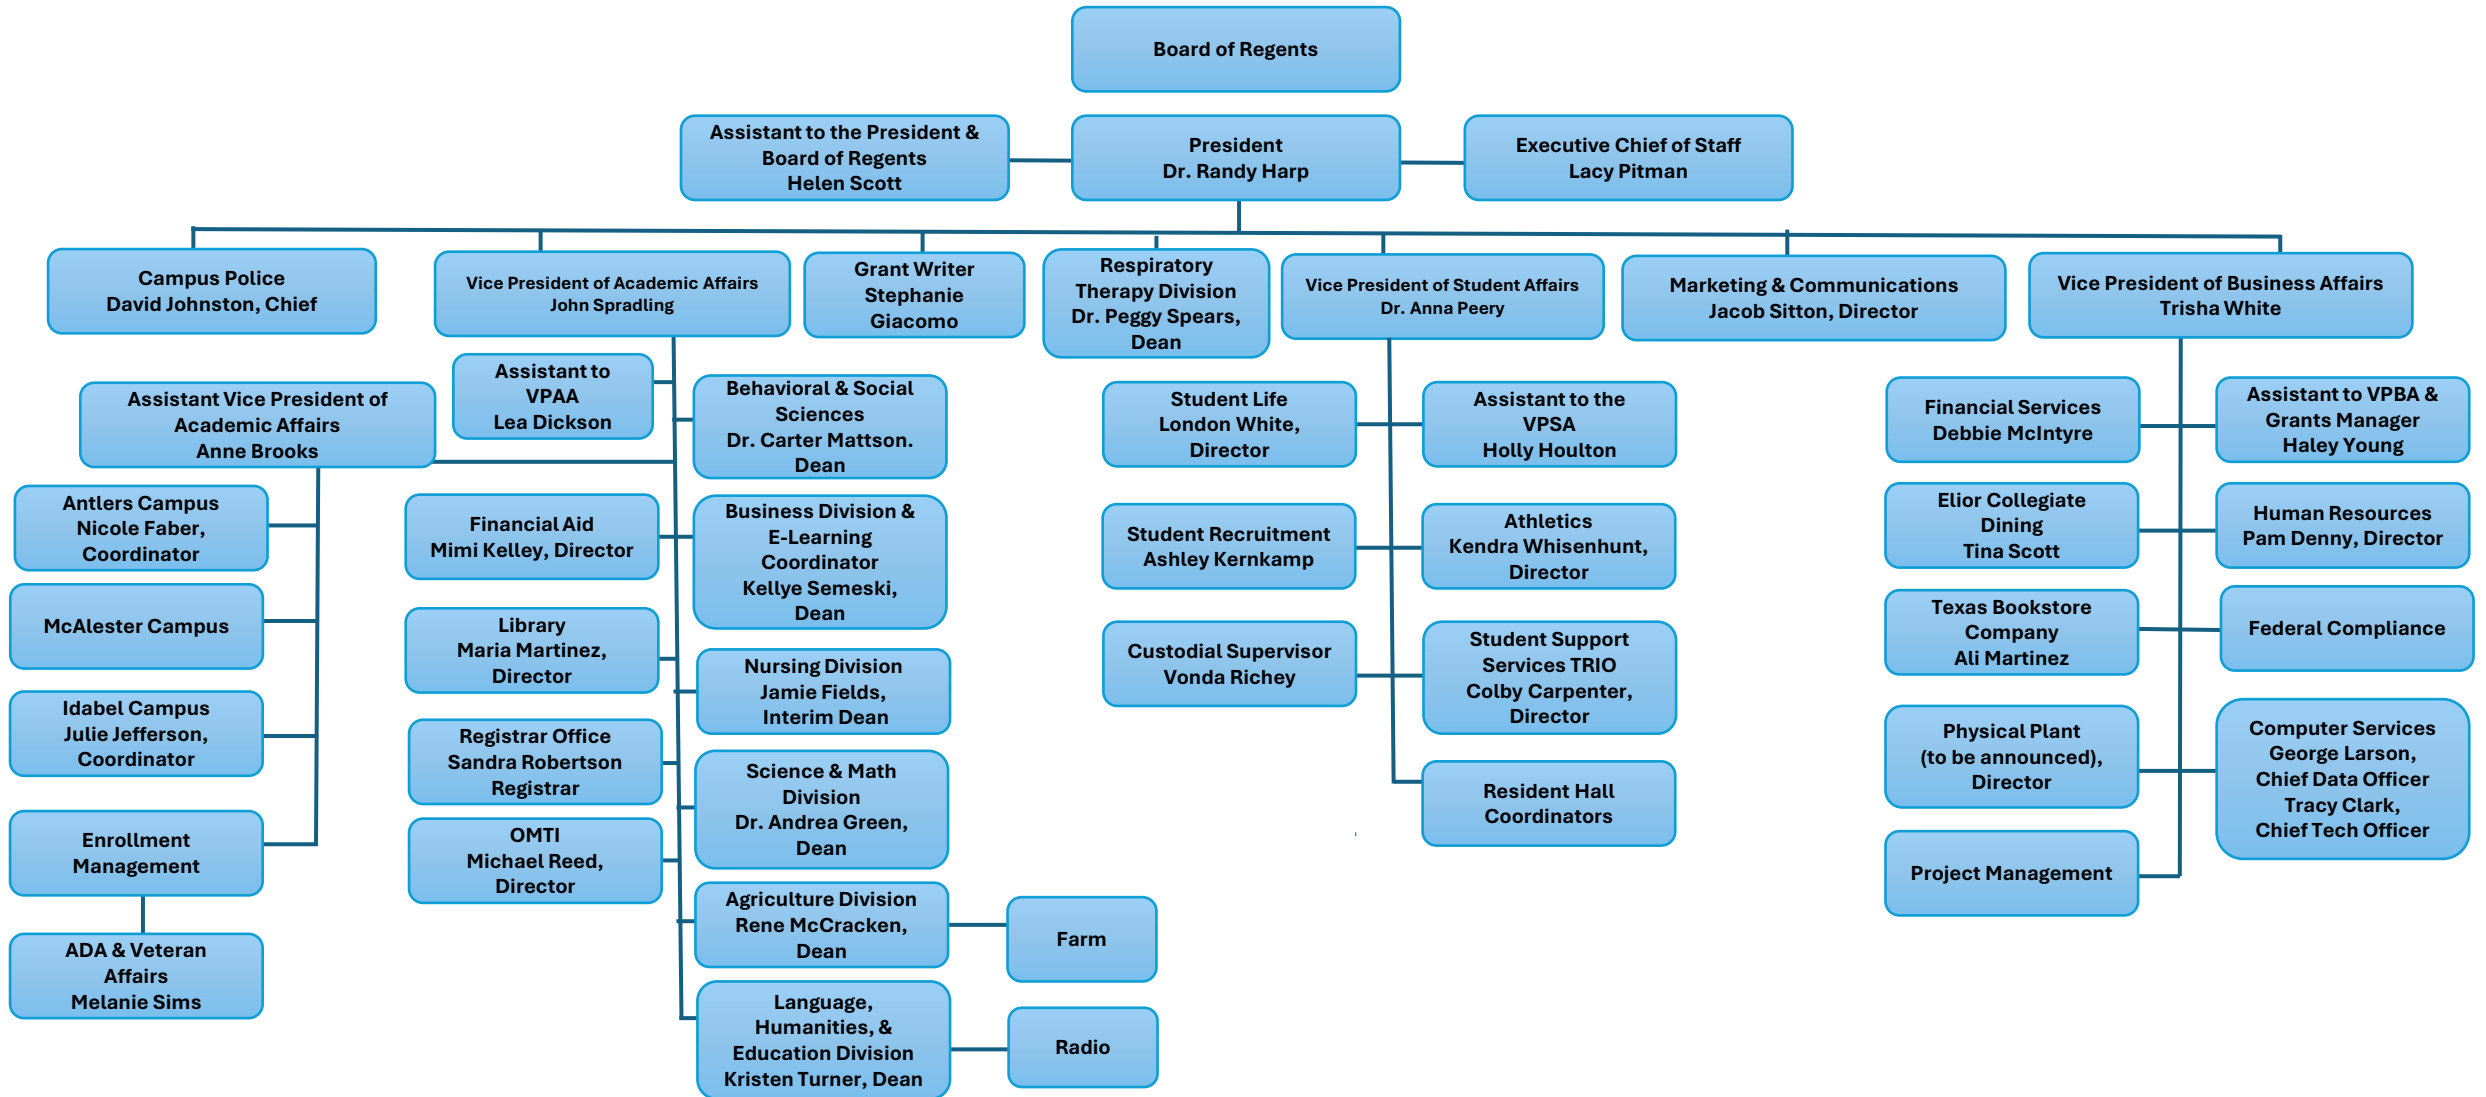 Board of Regents
Assistant to the President &
Board of Regents
Helen Scott
President
Dr. Randy Harp
Executive Chief of Staff
Lacy Pitman
Campus Police
David Johnston, Chief
Vice President of Academic Affairs
John Spradling
Grant Writer
Stephanie
Giacomo
Respiratory
Therapy Division
Dr. Peggy Spears,
Dean
Vice President of Student Affairs
Dr. Anna Peery
Marketing & Communications
Jacob Sitton, Director
Vice President of Business Affairs
Trisha White
Assistant Vice President of
Academic Affairs
Anne Brooks
Antlers Campus
Nicole Faber,
Coordinator
McAlester Campus
Idabel Campus
Julie Jefferson,
Coordinator
Enrollment
Management
ADA & Veteran
Affairs
Melanie Sims
Assistant to
VPAA
Lea Dickson
Financial Aid
Mimi Kelley, Director
Library
Maria Martinez,
Director
Registrar Office
Sandra Robertson
Registrar
OMTI
Michael Reed,
Director
Behavioral & Social
Sciences
Dr. Carter Mattson.
Dean
Business Division &
E-Learning
Coordinator
Kellye Semeski,
Dean
Nursing Division
Jamie Fields,
Interim Dean
Science & Math
Division
Dr. Andrea Green,
Dean
Agriculture Division
Rene McCracken,
Dean
Farm
Language,
Humanities, &
Education Division
Kristen Turner, Dean
Radio
Student Life
London White,
Director
Student Recruitment
Ashley Kernkamp
Custodial Supervisor
Vonda Richey
Assistant to the
VPSA
Holly Houlton
Athletics
Kendra Whisenhunt,
Director
Student Support
Services TRIO
Colby Carpenter,
Director
Resident Hall
Coordinators
Financial Services
Debbie McIntyre
Elior Collegiate
Dining
Tina Scott
Texas Bookstore
Company
Ali Martinez
Physical Plant
(to be announced),
Director
Project Management
Assistant to VPBA &
Grants Manager
Haley Young
Human Resources
Pam Denny, Director
Federal Compliance
Computer Services
George Larson,
Chief Data Officer
Tracy Clark,
Chief Tech Officer